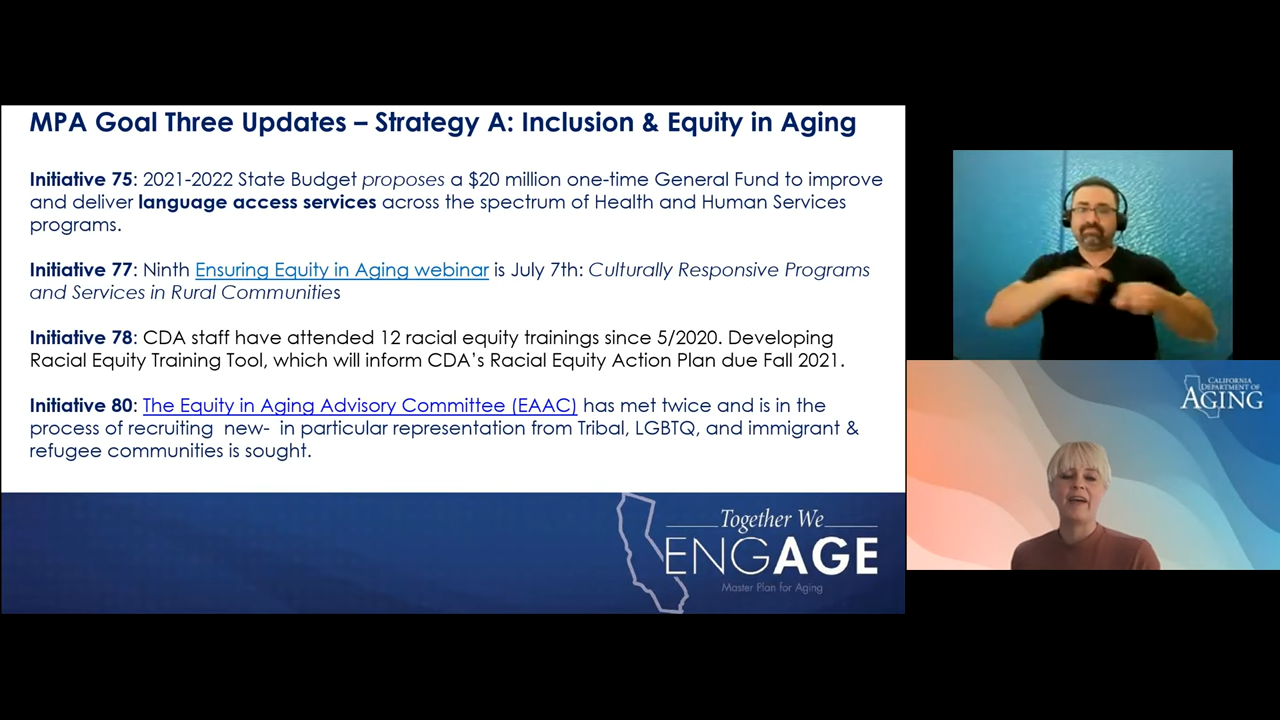 MPA Goal Three Updates – Strategy A: Inclusion & Equity in Aging
Initiative 75: 2021-2022 State Budget proposes a $20 million one-time General Fund to improve
and deliver language access services across the spectrum of Health and Human Services
programs.
Initiative 77: Ninth Ensuring Equity in Aging webinar is July 7th: Culturally Responsive Programs
and Services in Rural Communities
Initiative 78: CDA staff have attended 12 racial equity trainings since 5/2020. Developing
Racial Equity Training Tool, which will inform CDA's Racial Equity Action Plan due Fall 2021.
Initiative 80: The Equity in Aging Advisory Committee (EAAC) has met twice and is in the
process of recruiting  new-  in particular representation from Tribal, LGBTQ, and immigrant &
refugee communities is sought.
Together We
ENGAGE
Master Plan for Aging
CALIFORNIA
DEPARTMENT OF
AGING